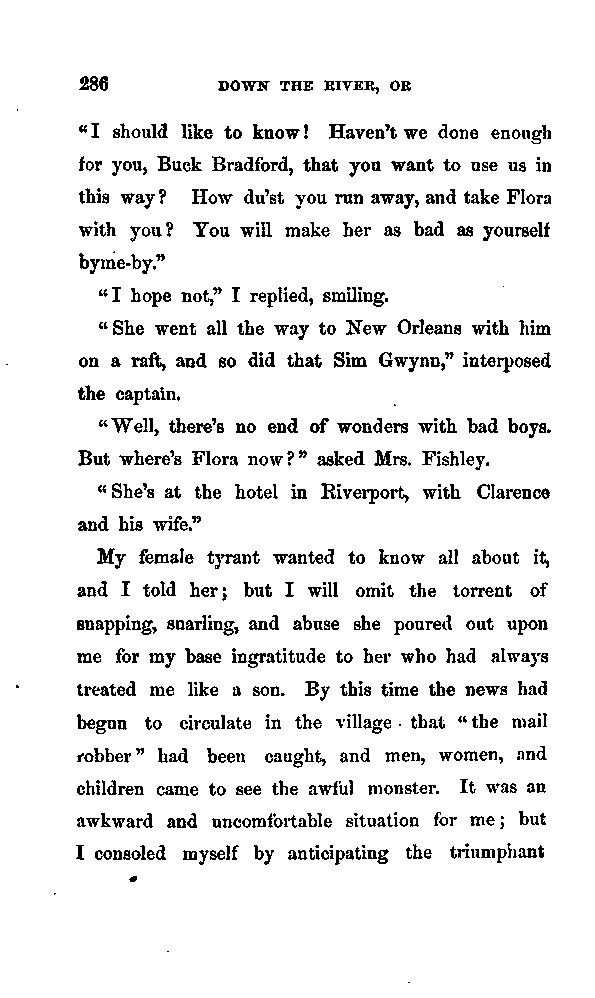 286 DOWN THE RIVER, OR
"I should like to know! Haven't we done enough
for you, Buck Bradford, that you want to use us in
this way? How du'st you run away, and take Flora
with you? You will make her as bad as yourself
byme-by."
"I hope not," I replied, smiling.
"She went all the way to New Orleans with him
on a raft, and so did that Sim Gwynn," interposed
the captain.
"Well, there's no end of wonders with bad boys.
But where's Flora now?" asked Mrs. Fishley.
"She's at the hotel in Riverport, with Clarence
and his wife."
My female tyrant wanted to know all about it,
and I told her; but I will omit the torrent of
snapping, snarling, and abuse she poured out upon
me for my base ingratitude to her who had always
treated me like a son. By this time the news had
begun to circulate in the village that "the mail
robber" had been caught, and men, women, and
children came to see the awful monster. It was an
awkward and uncomfortable situation for me; but
I consoled myself by anticipating the triumphant